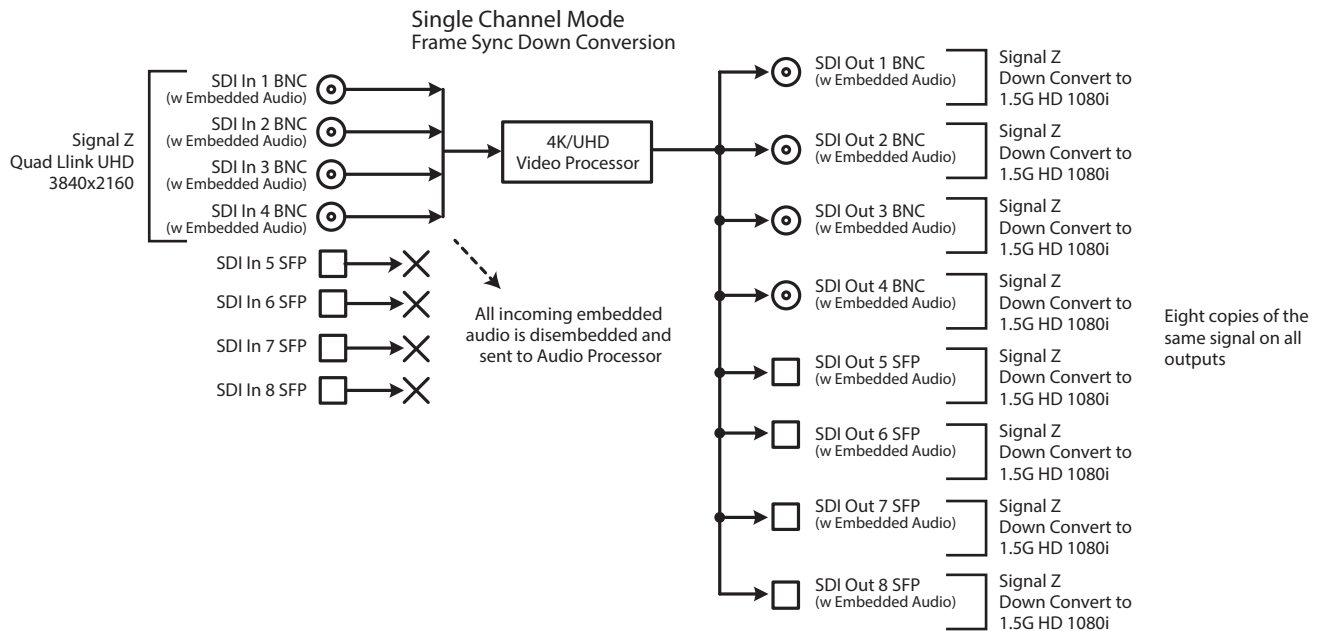 Single Channel Mode
Frame Sync Down Conversion
Signal Z
Quad Llink UHD
3840x2160
SDI In 1 BNC
(w Embedded Audio)
SDI In 2 BNC
(w Embedded Audio)
SDI In 3 BNC
(w Embedded Audio)
SDI In 4 BNC
(w Embedded Audio)
SDI In 5 SFP
SDI In 6 SFP
SDI In 7 SFP
SDI In 8 SFP
All incoming embedded
audio is disembedded and
sent to Audio Processor
4K/UHD
Video Processor
SDI Out 1 BNC
(w Embedded Audio)
Signal Z
Down Convert to
1.5G HD 1080i
SDI Out 2 BNC
(w Embedded Audio)
Signal Z
Down Convert to
1.5G HD 1080i
SDI Out 3 BNC
(w Embedded Audio)
Signal Z
Down Convert to
1.5G HD 1080i
SDI Out 4 BNC
(w Embedded Audio)
Signal Z
Down Convert to
1.5G HD 1080i
SDI Out 5 SFP
(w Embedded Audio)
Signal Z
Down Convert to
1.5G HD 1080i
SDI Out 6 SFP
(w Embedded Audio)
Signal Z
Down Convert to
1.5G HD 1080i
SDI Out 7 SFP
(w Embedded Audio)
Signal Z
Down Convert to
1.5G HD 1080i
SDI Out 8 SFP
(w Embedded Audio)
Signal Z
Down Convert to
1.5G HD 1080i
Eight copies of the
same signal on all
outputs